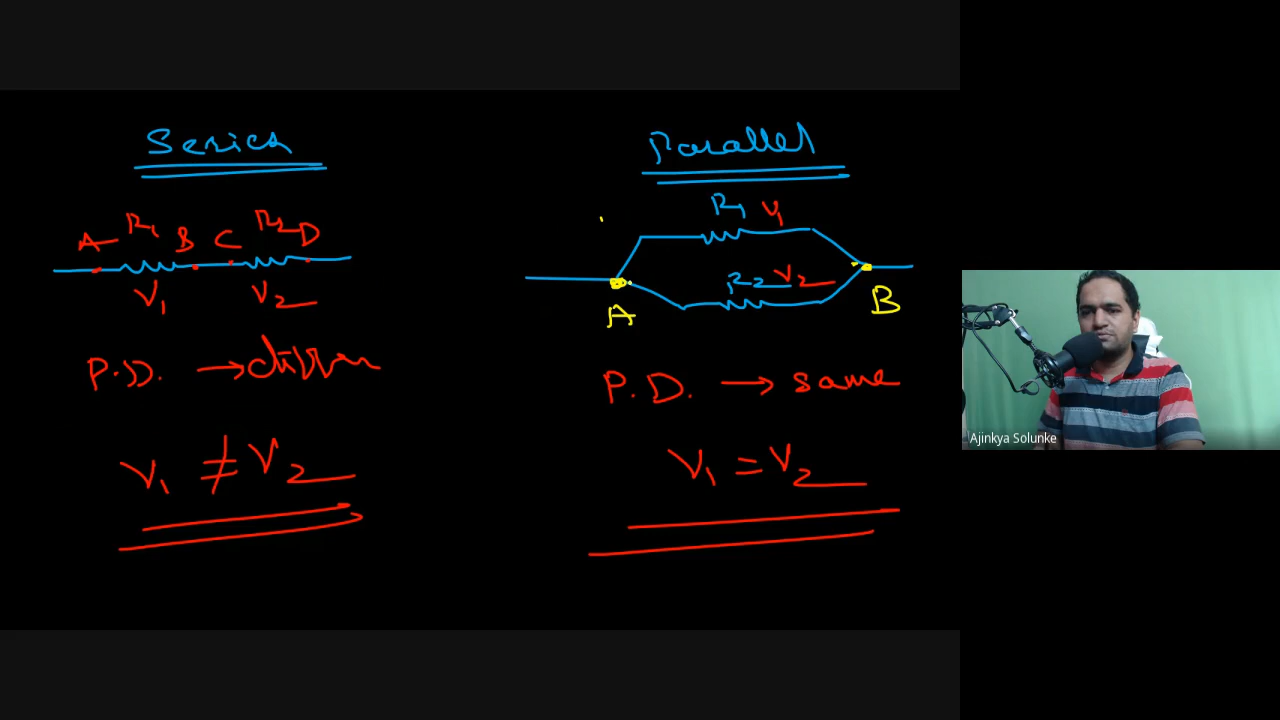 Series
A R1 B C R2 D
V1 V2
P.D. → differ
V1 ≠ V2
Parallel
R1 V1
R2 V2
A B
P.D. → same
V1 = V2
Ajinkya Solunke